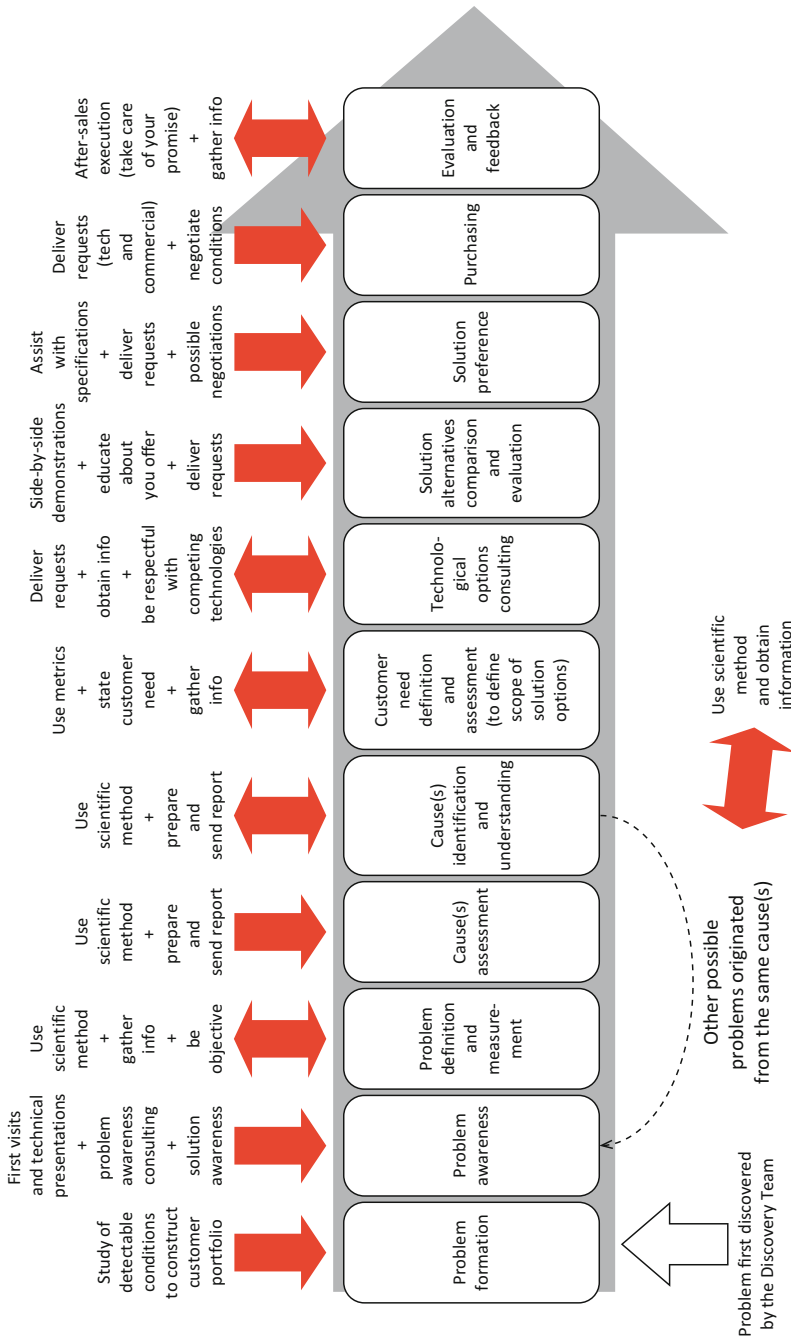 First visits
and technical
presentations
+
problem
awareness
consulting
+
solution
awareness
Study of
detectable
conditions
to construct
customer
portfolio
Use
scientific
method
+
gather
info
+
be
objective
Use
scientific
method
+
prepare
and
send report
Use
scientific
method
+
prepare
and
send report
Use metrics
+
state
customer
need
+
gather
info
Deliver
requests
+
obtain info
+
be respectful
with
competing
technologies
Side-by-side
demonstrations
+
educate
about
you offer
+
deliver
requests
Assist
with
specifications
+
deliver
requests
+
possible
negotiations
Deliver
requests
(tech
and
commercial)
+
negotiate
conditions
After-sales
execution
(take care
of your
promise)
+
gather info
Problem
formation
Problem
awareness
Problem
definition
and
measure-
ment
Cause(s)
assessment
Cause(s)
identification
and
understanding
Customer
need
definition
and
assessment
(to define
scope of
solution
options)
Technolo-
gical
options
consulting
Solution
alternatives
comparison
and
evaluation
Solution
preference
Purchasing
Evaluation
and
feedback
Problem first discovered
by the Discovery Team
Other possible
problems originated
from the same cause(s)
Use scientific
method
and obtain
information